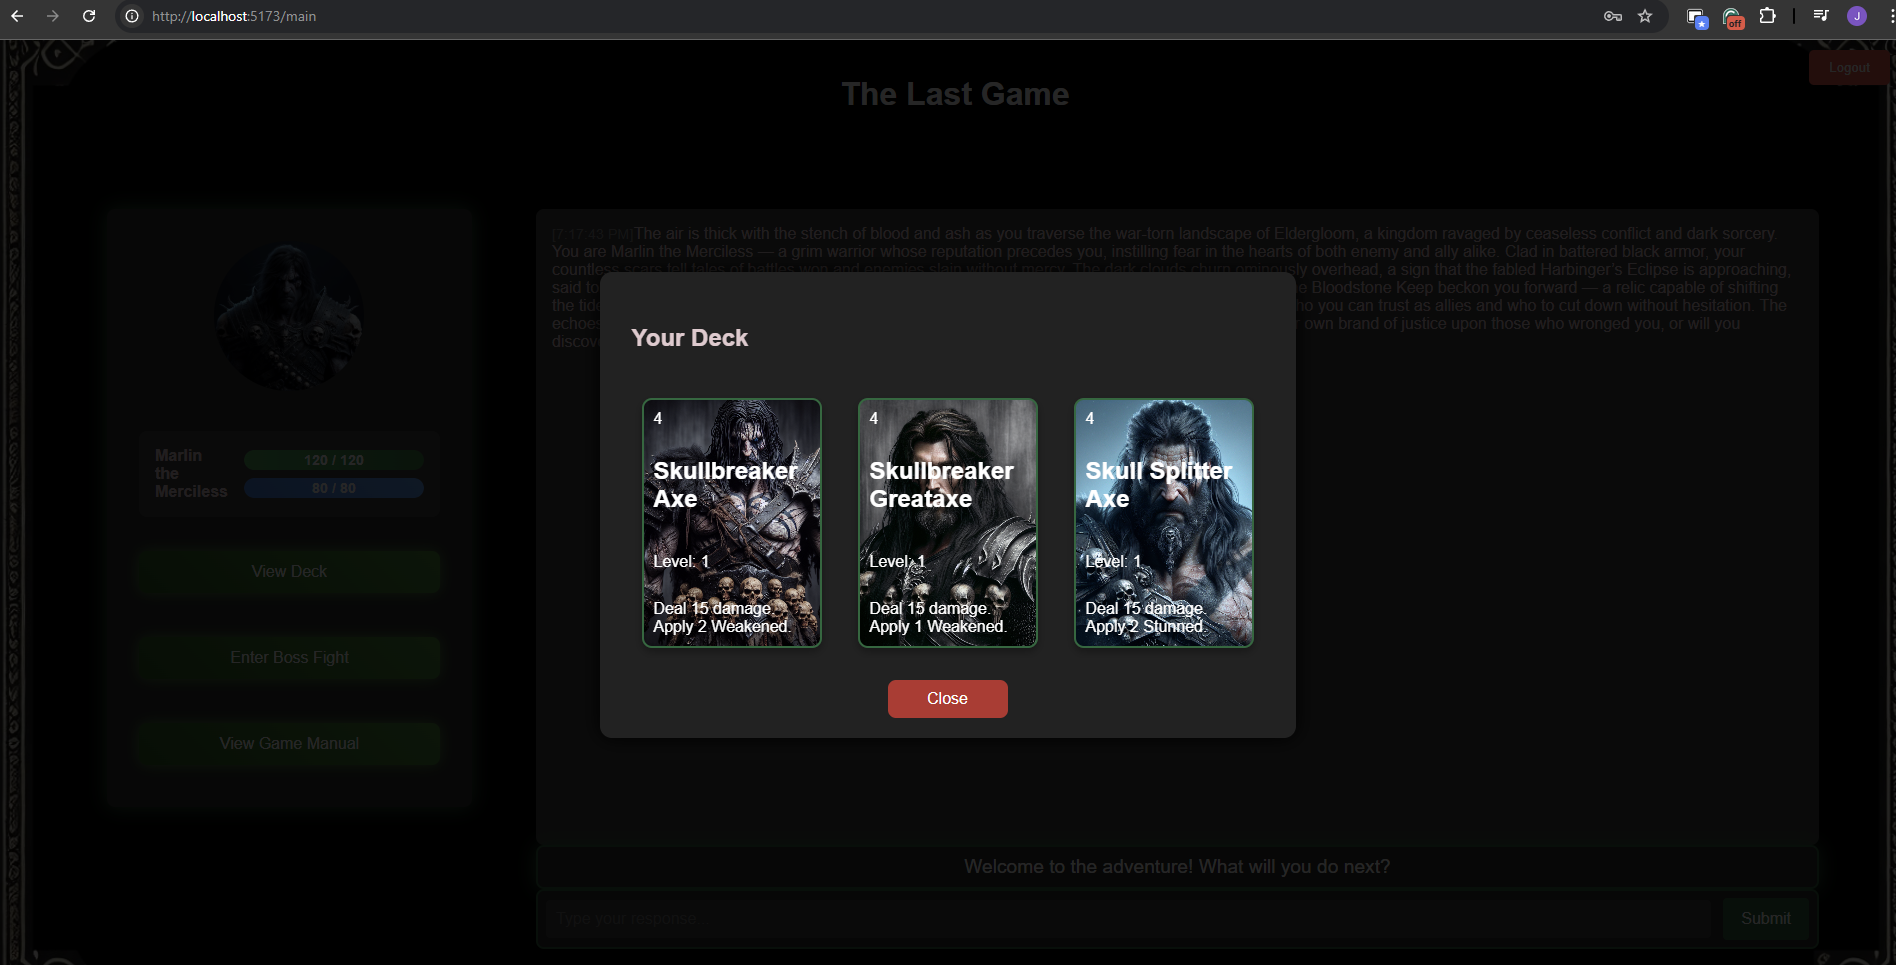 http://localhost:5173/main
off
J
Logout
The Last Game
[7:17:45 PM]The air is thick with the stench of blood and ash as you traverse the war-torn landscape of Eldergloom, a kingdom ravaged by ceaseless conflict and dark sorcery.
You are Marlin the Merciless — a grim warrior whose reputation precedes you, instilling fear in the hearts of both enemy and ally alike. Clad in battered black armor, your
countless scars tell tales of battles won and enemies slain without mercy. The dark clouds churn ominously overhead, a sign that the fabled Harbinger's Eclipse is approaching,
said to
e Bloodstone Keep beckon you forward — a relic capable of shifting
the tide
ho you can trust as allies and who to cut down without hesitation. The
echoes
r own brand of justice upon those who wronged you, or will you
discov
Marlin
the
Merciless
120 / 120
80 / 80
View Deck
Enter Boss Fight
View Game Manual
Your Deck
4
Skullbreaker
Axe
Level: 1
Deal 15 damage.
Apply 2 Weakened.
4
Skullbreaker
Greataxe
Level: 1
Deal 15 damage.
Apply 1 Weakened.
4
Skull Splitter
Axe
Level: 1
Deal 15 damage.
Apply 2 Stunned.
Close
Welcome to the adventure! What will you do next?
Type your response
Submit